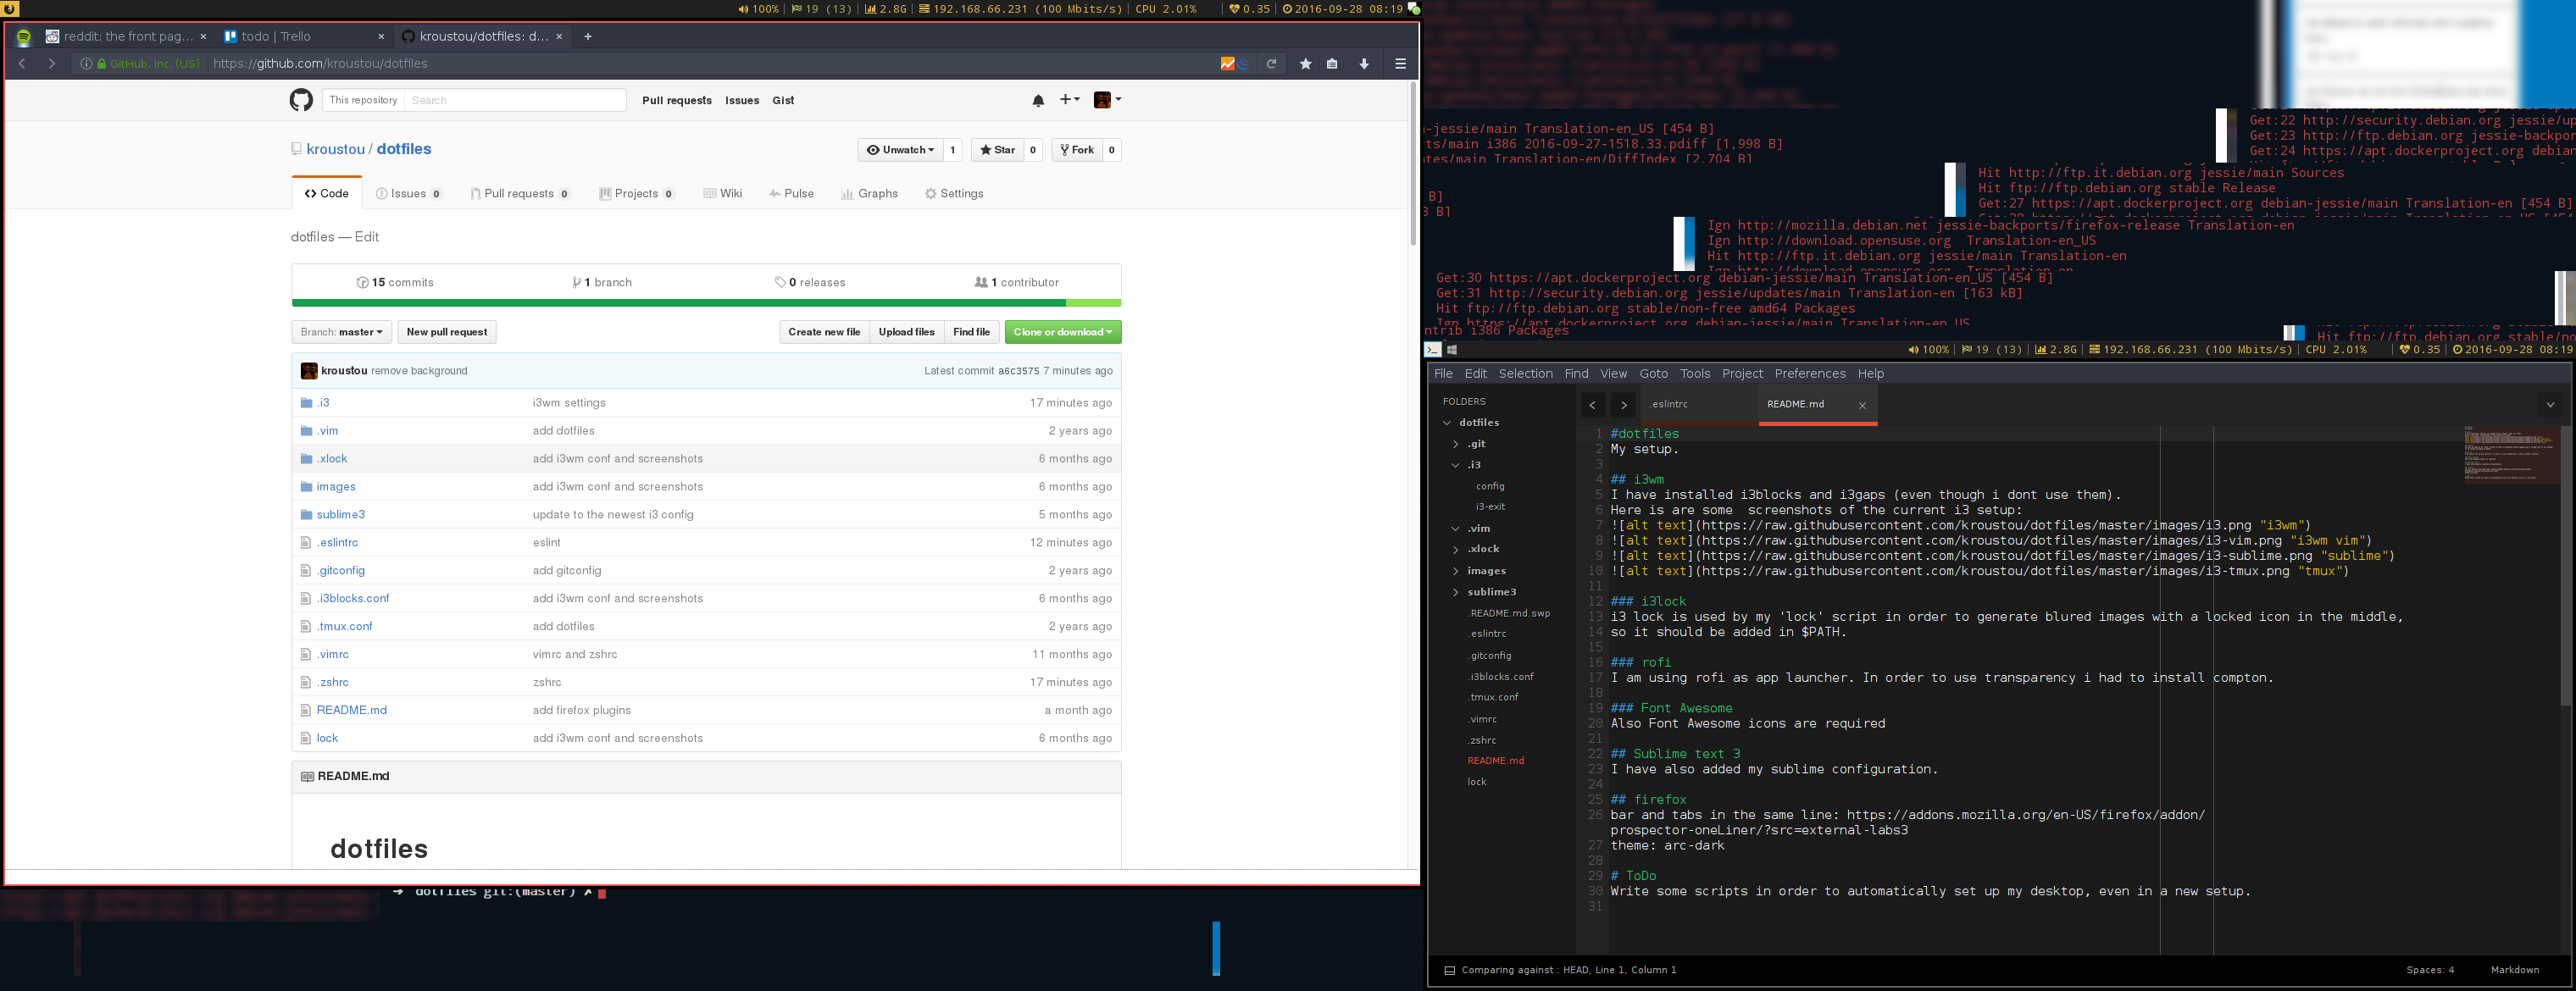 100% 19 (13) 2.8G 192.168.66.231 (100 Mbits/s) CPU 2.01% 0.35 2016-09-28 08:19
reddit: the front pag... × todo | Trello × kroustou/dotfiles: d... × +
GitHub, Inc. (US) https://github.com/kroustou/dotfiles
This repository Search Pull requests Issues Gist
kroustou / dotfiles
Unwatch 1 Star 0 Fork 0
Code Issues 0 Pull requests 0 Projects 0 Wiki Pulse Graphs Settings
dotfiles — Edit
15 commits 1 branch 0 releases 1 contributor
Branch: master New pull request Create new file Upload files Find file Clone or download
kroustou remove background Latest commit a6c3575 7 minutes ago
.i3 i3wm settings 17 minutes ago
.vim add dotfiles 2 years ago
.xlock add i3wm conf and screenshots 6 months ago
images add i3wm conf and screenshots 6 months ago
sublime3 update to the newest i3 config 5 months ago
.eslintrc eslint 12 minutes ago
.gitconfig add gitconfig 2 years ago
.i3blocks.conf add i3wm conf and screenshots 6 months ago
.tmux.conf add dotfiles 2 years ago
.vimrc vimrc and zshrc 11 months ago
.zshrc zshrc 17 minutes ago
README.md add firefox plugins a month ago
lock add i3wm conf and screenshots 6 months ago
README.md
dotfiles
➜ dotfiles git:(master) ✗
-jessie/main Translation-en_US [454 B]
ts/main i386 2016-09-27-1518.33.pdiff [1,998 B]
tes/main Translation-en/DiffIndex [2,704 B]
B]
3 B]
Get:22 http://security.debian.org jessie/up
Get:23 http://ftp.debian.org jessie-backpor
Get:24 https://apt.dockerproject.org debian
Hit http://ftp.it.debian.org jessie/main Sources
Hit ftp://ftp.debian.org stable Release
Get:27 https://apt.dockerproject.org debian-jessie/main Translation-en [454 B]
Get:28 https://apt.dockerproject.org debian-jessie/main Translation-en_US [454
Ign http://mozilla.debian.net jessie-backports/firefox-release Translation-en
Ign http://download.opensuse.org Translation-en_US
Hit http://ftp.it.debian.org jessie/main Translation-en
Ign http://download.opensuse.org Translation-en
Get:30 https://apt.dockerproject.org debian-jessie/main Translation-en_US [454 B]
Get:31 http://security.debian.org jessie/updates/main Translation-en [163 kB]
Hit ftp://ftp.debian.org stable/non-free amd64 Packages
Ign https://apt.dockerproject.org debian-jessie/main Translation-en_US
ntrib i386 Packages
Hit ftp://ftp.debian.org stable/no
100% 19 (13) 2.8G 192.168.66.231 (100 Mbits/s) CPU 2.01% 0.35 2016-09-28 08:19
File Edit Selection Find View Goto Tools Project Preferences Help
FOLDERS
dotfiles
.git
.i3
config
i3-exit
.vim
.xlock
images
sublime3
.README.md.swp
.eslintrc
.gitconfig
.i3blocks.conf
.tmux.conf
.vimrc
.zshrc
README.md
lock
.eslintrc README.md ×
1 #dotfiles
2 My setup.
3
4 ## i3wm
5 I have installed i3blocks and i3gaps (even though i dont use them).
6 Here is are some  screenshots of the current i3 setup:
7 ![alt text](https://raw.githubusercontent.com/kroustou/dotfiles/master/images/i3.png "i3wm")
8 ![alt text](https://raw.githubusercontent.com/kroustou/dotfiles/master/images/i3-vim.png "i3wm vim")
9 ![alt text](https://raw.githubusercontent.com/kroustou/dotfiles/master/images/i3-sublime.png "sublime")
10 ![alt text](https://raw.githubusercontent.com/kroustou/dotfiles/master/images/i3-tmux.png "tmux")
11
12 ### i3lock
13 i3 lock is used by my 'lock' script in order to generate blured images with a locked icon in the middle,
14 so it should be added in $PATH.
15
16 ### rofi
17 I am using rofi as app launcher. In order to use transparency i had to install compton.
18
19 ### Font Awesome
20 Also Font Awesome icons are required
21
22 ## Sublime text 3
23 I have also added my sublime configuration.
24
25 ## firefox
26 bar and tabs in the same line: https://addons.mozilla.org/en-US/firefox/addon/
prospector-oneLiner/?src=external-labs3
27 theme: arc-dark
28
29 # ToDo
30 Write some scripts in order to automatically set up my desktop, even in a new setup.
31
Comparing against : HEAD, Line 1, Column 1 Spaces: 4 Markdown